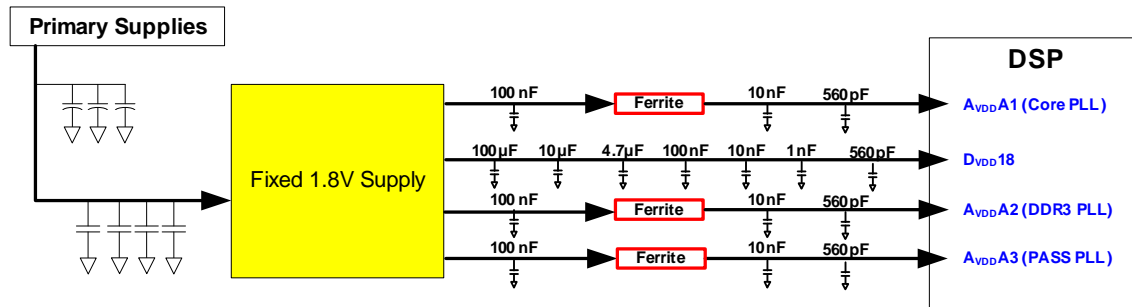 Primary Supplies
DSP
100 nF Ferrite 10nF 560pF AVDDA1 (Core PLL)
100µF 10µF 4.7µF 100nF 10nF 1nF 560pF DVDD18
Fixed 1.8V Supply
100 nF Ferrite 10nF 560pF AVDDA2 (DDR3 PLL)
100 nF Ferrite 10nF 560pF AVDDA3 (PASS PLL)